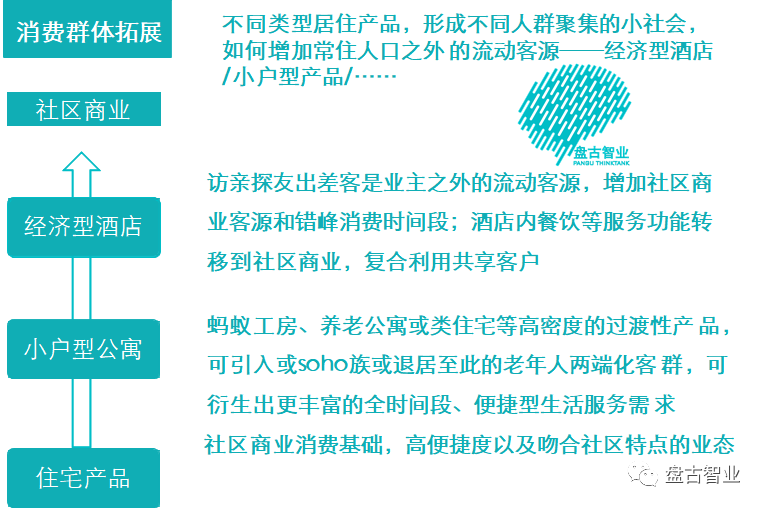 消费群体拓展
不同类型居住产品，形成不同人群聚集的小社会，
如何增加常住人口之外的流动客源——经济型酒店
/小户型产品/……
盘古智业
PANGU THINKTANK
社区商业
访亲探友出差客是业主之外的流动客源，增加社区商
业客源和错峰消费时间段；酒店内餐饮等服务功能转
移到社区商业，复合利用共享客户
经济型酒店
蚂蚁工房、养老公寓或类住宅等高密度的过渡性产品，
可引入或soho族或退居至此的老年人两端化客群，可
衍生出更丰富的全时间段、便捷型生活服务需求
小户型公寓
社区商业消费基础，高便捷度以及吻合社区特点的业态
住宅产品
盘古智业